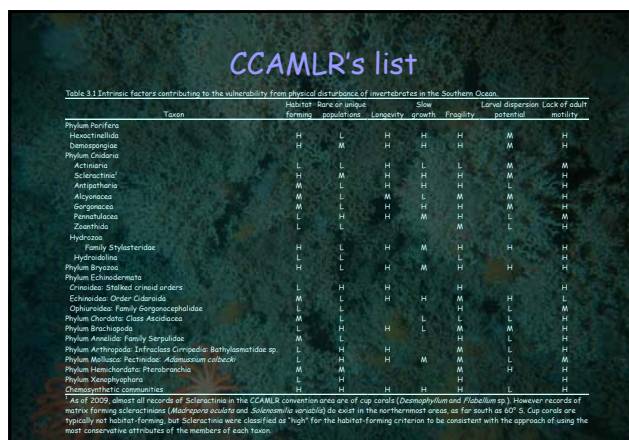 CCAMLR's list
Table 3.1 Intrinsic factors contributing to the vulnerability from physical disturbance of invertebrates in the Southern Ocean.
Taxon Habitat forming Rare or unique populations Longevity Slow growth Fragility Larval dispersion potential Lack of adult motility
Phylum Porifera
Hexactinellida H L H H H M H
Demospongiae H M H H H M H
Phylum Cnidaria
Actiniaria L L H L L M M
Scleractinia¹ H M H H H M H
Antipatharia M L H H H L H
Alcyonacea M L M L M L H
Gorgonacea M L H H H M H
Pennatulacea L H H M H L M
Zoanthida L L M L H
Hydrozoa
Family Stylasteridae H L H M H H H
Hydroidolina L L L H
Phylum Bryozoa H L H M H H H
Phylum Echinodermata
Crinoidea: Stalked crinoid orders L H H H H
Echinoidea: Order Cidaroida M L H H M H L
Ophiuroidea: Family Gorgonocephalidae L L H L M
Phylum Chordata: Class Ascidiacea M L L L L H
Phylum Brachiopoda L H H L M M H
Phylum Annelida: Family Serpulidae M L H L H
Phylum Arthropoda: Infraclass Cirripedia: Bathylasmatidae sp. L H H M L H
Phylum Mollusca: Pectinidae: Adamussium colbecki L H H M M L M
Phylum Hemichordata: Pterobranchia M M M H H
Phylum Xenophyophora L H H H
Chemosynthetic communities H H H H H L H
¹ As of 2009, almost all records of Scleractinia in the CCAMLR convention area are of cup corals (Desmophyllum and Flabellum sp.). However records of
matrix forming scleractinians (Madrepora oculata and Solenosmilia variablis) do exist in the northernmost areas, as far south as 60° S. Cup corals are
typically not habitat-forming, but Scleractinia were classified as "high" for the habitat-forming criterion to be consistent with the approach of using the
most conservative attributes of the members of each taxon.